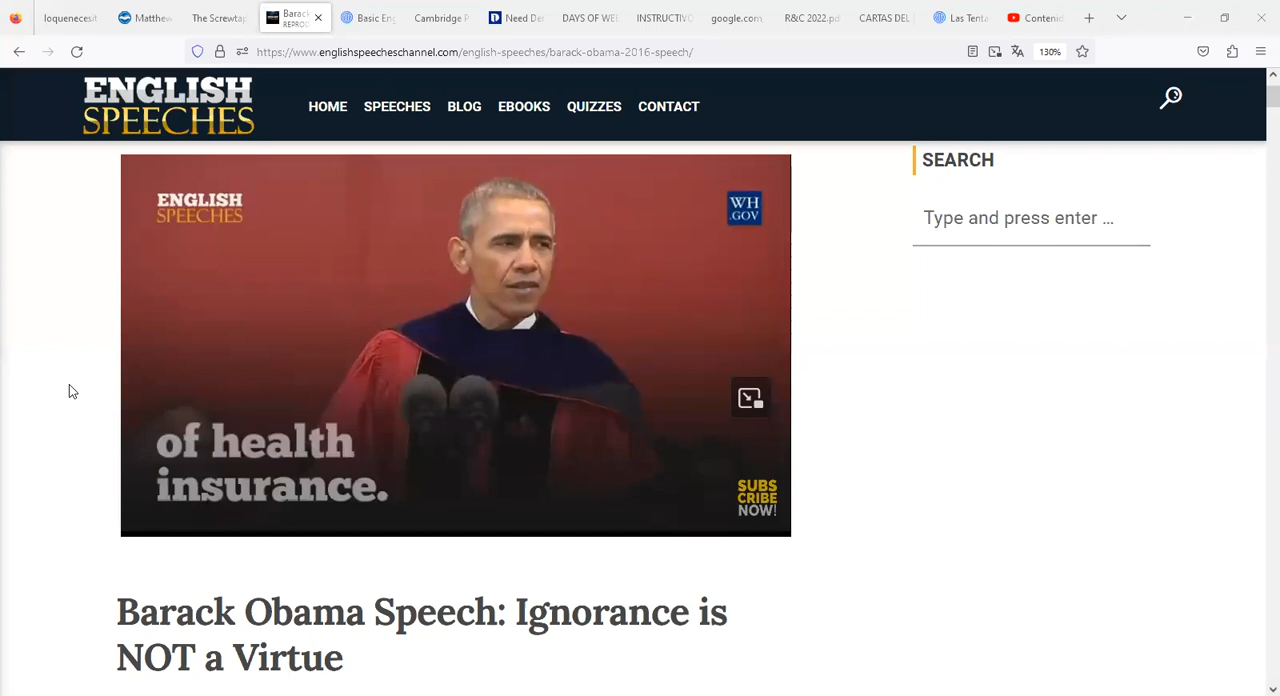 loquenecesit
Matthew
The Screwtap
Barac
REPROD
Basic Eng
Cambridge P
Need De
DAYS OF WE
INSTRUCTIVO
google.com
R&C 2022.pd
CARTAS DEL
Las Tenta
Contenid
https://www.englishspeecheschannel.com/english-speeches/barack-obama-2016-speech/
130%
ENGLISH
SPEECHES
HOME
SPEECHES
BLOG
EBOOKS
QUIZZES
CONTACT
ENGLISH
SPEECHES
WH
.GOV
of health
insurance.
SUBS
CRIBE
NOW!
SEARCH
Type and press enter …
Barack Obama Speech: Ignorance is
NOT a Virtue